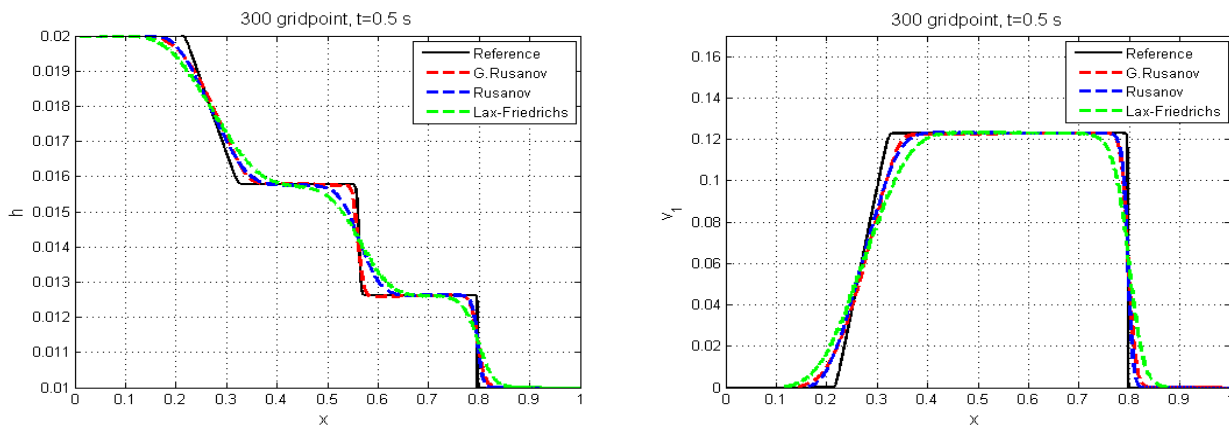 300 gridpoint, t=0.5 s
h
0.02
0.019
0.018
0.017
0.016
0.015
0.014
0.013
0.012
0.011
0.01
Reference
G.Rusanov
Rusanov
Lax-Friedrichs
0 0.1 0.2 0.3 0.4 0.5 0.6 0.7 0.8 0.9 1
x
300 gridpoint, t=0.5 s
v1
0.16
0.14
0.12
0.1
0.08
0.06
0.04
0.02
0
Reference
G.Rusanov
Rusanov
Lax-Friedrichs
0 0.1 0.2 0.3 0.4 0.5 0.6 0.7 0.8 0.9 1
x